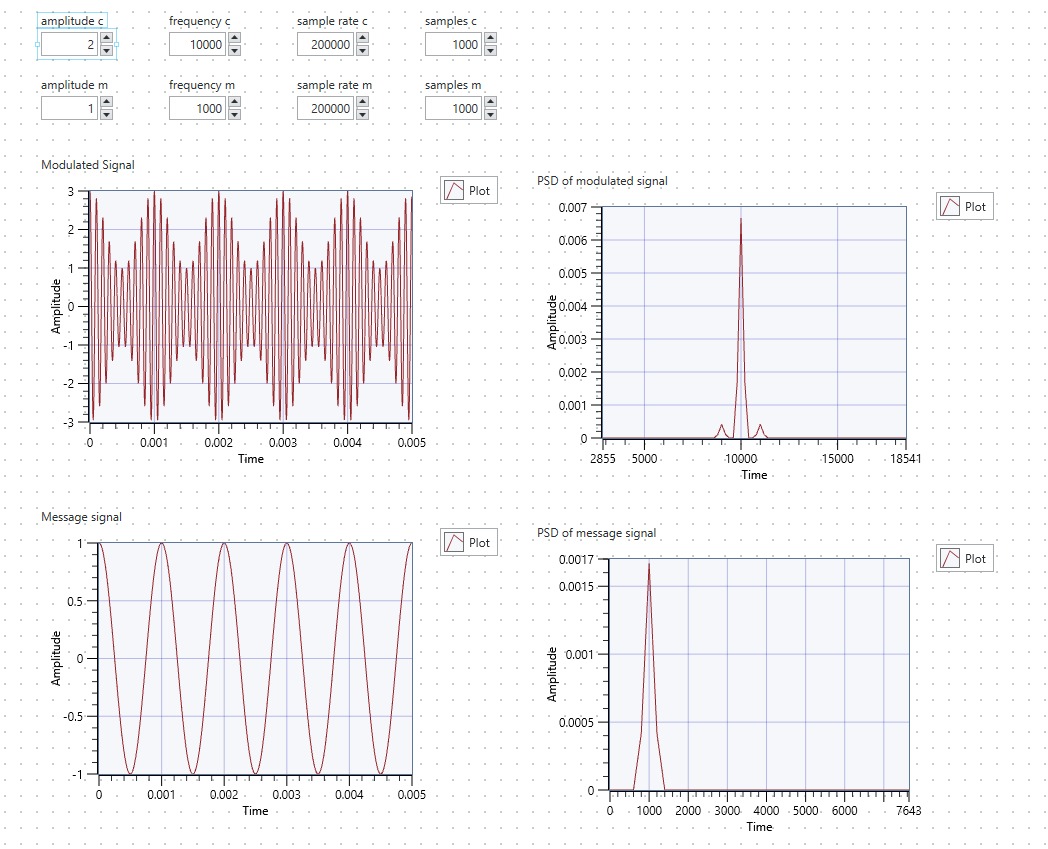 amplitude c frequency c sample rate c samples c
2 10000 200000 1000
amplitude m frequency m sample rate m samples m
1 1000 200000 1000
Modulated Signal
Plot
3
2
1
0
-1
-2
-3
Amplitude
0 0.001 0.002 0.003 0.004 0.005
Time
PSD of modulated signal
Plot
0.007
0.006
0.005
0.004
0.003
0.002
0.001
0
Amplitude
2855 5000 10000 15000 18541
Time
Message signal
Plot
1
0.5
0
-0.5
-1
Amplitude
0 0.001 0.002 0.003 0.004 0.005
Time
PSD of message signal
Plot
0.0017
0.0015
0.001
0.0005
0
Amplitude
0 1000 2000 3000 4000 5000 6000 7643
Time